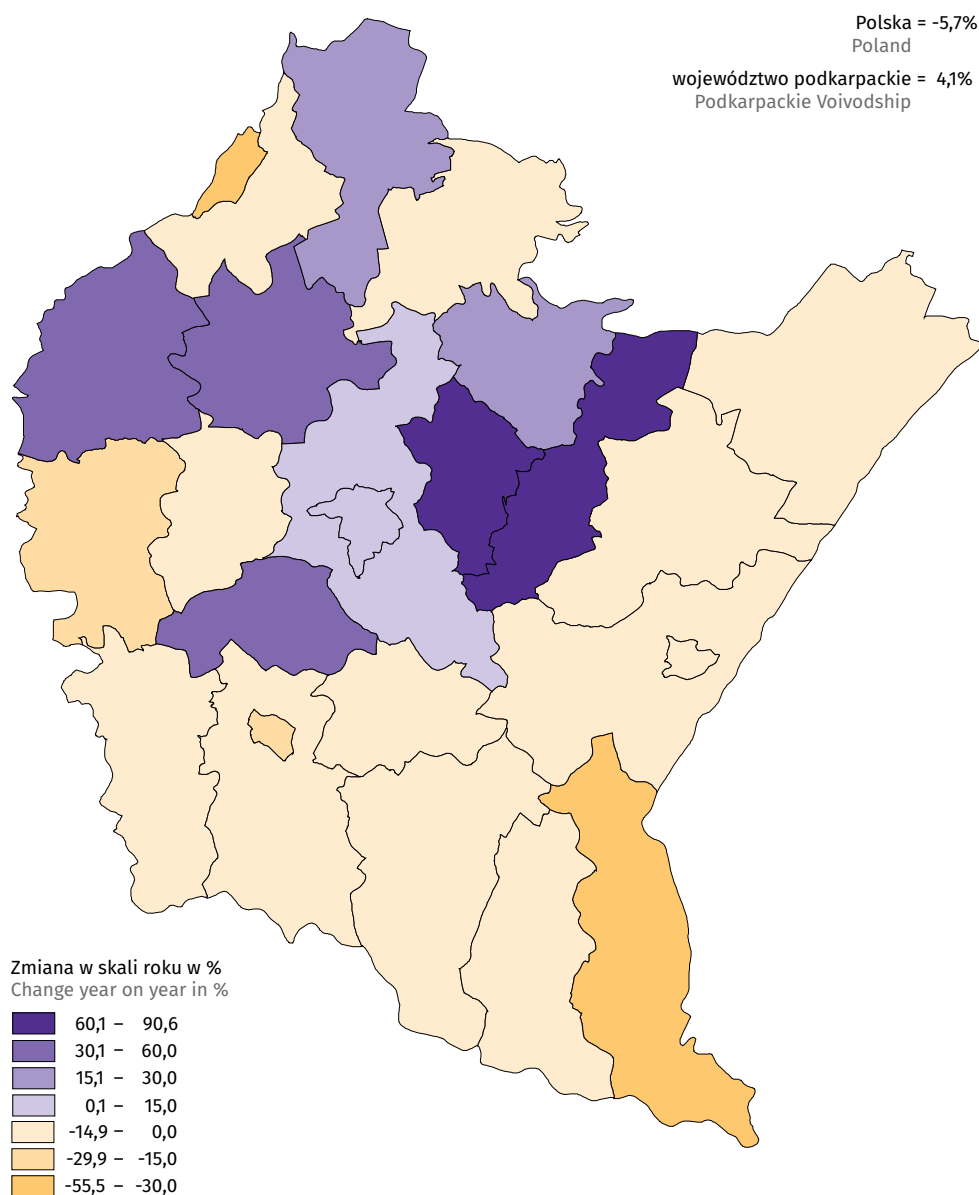 Polska = -5,7%
Poland
województwo podkarpackie = 4,1%
Podkarpackie Voivodship
Zmiana w skali roku w %
Change year on year in %
60,1 – 90,6
30,1 – 60,0
15,1 – 30,0
0,1 – 15,0
-14,9 – 0,0
-29,9 – -15,0
-55,5 – -30,0